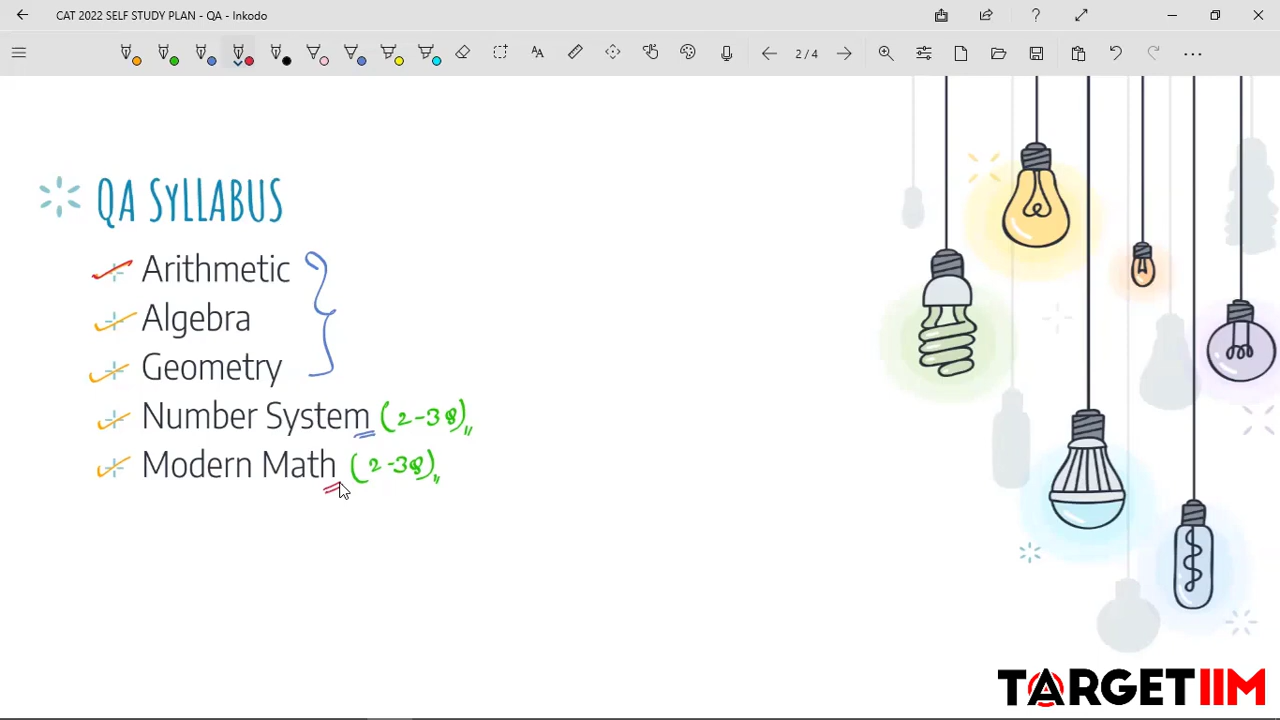 CAT 2022 SELF STUDY PLAN - QA - Inkodo
2/4
QA SYLLABUS
Arithmetic
Algebra
Geometry
Number System (2-3Q)
Modern Math (2-3Q)
TARGETIIM